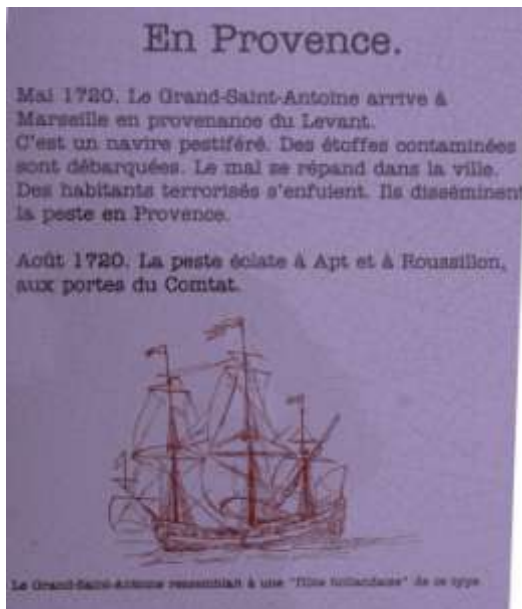 En Provence.
Mai 1720. Le Grand-Saint-Antoine arrive à
Marseille en provenance du Levant.
C'est un navire pestiféré. Des étoffes contaminées
sont débarquées. Le mal se répand dans la ville.
Des habitants terrorisés s'enfuient. Ils disséminent
la peste en Provence.
Août 1720. La peste éclate à Apt et à Roussillon,
aux portes du Comtat.
Le Grand-Saint-Antoine ressemblait à une "flûte hollandaise" de ce type.